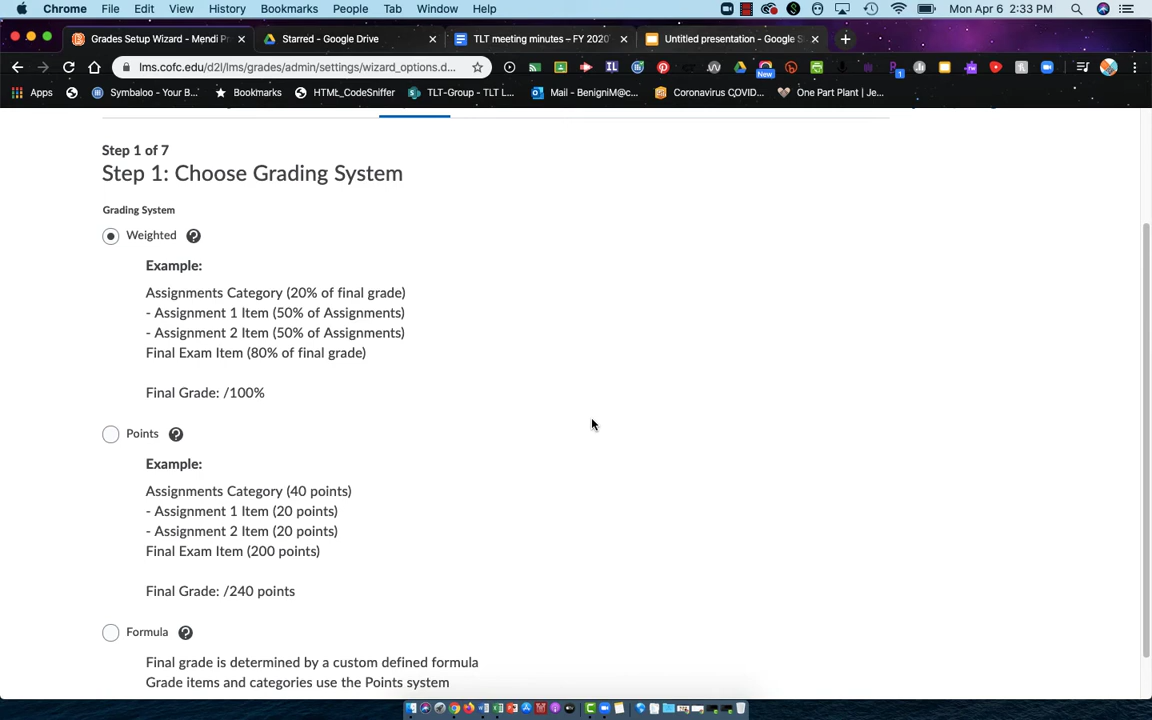 Chrome File Edit View History Bookmarks People Tab Window Help Mon Apr 6 2:33 PM
Grades Setup Wizard - Mendi P Starred - Google Drive TLT meeting minutes – FY 2020 Untitled presentation - Google S
lms.cofc.edu/d2l/lms/grades/admin/settings/wizard_options.d... New 1
Apps Symbaloo - Your B... Bookmarks HTML_CodeSniffer TLT-Group - TLT L... Mail - BenigniM@c... Coronavirus COVID... One Part Plant | Je...
Step 1 of 7
Step 1: Choose Grading System
Grading System
Weighted
Example:
Assignments Category (20% of final grade)
- Assignment 1 Item (50% of Assignments)
- Assignment 2 Item (50% of Assignments)
Final Exam Item (80% of final grade)
Final Grade: /100%
Points
Example:
Assignments Category (40 points)
- Assignment 1 Item (20 points)
- Assignment 2 Item (20 points)
Final Exam Item (200 points)
Final Grade: /240 points
Formula
Final grade is determined by a custom defined formula
Grade items and categories use the Points system